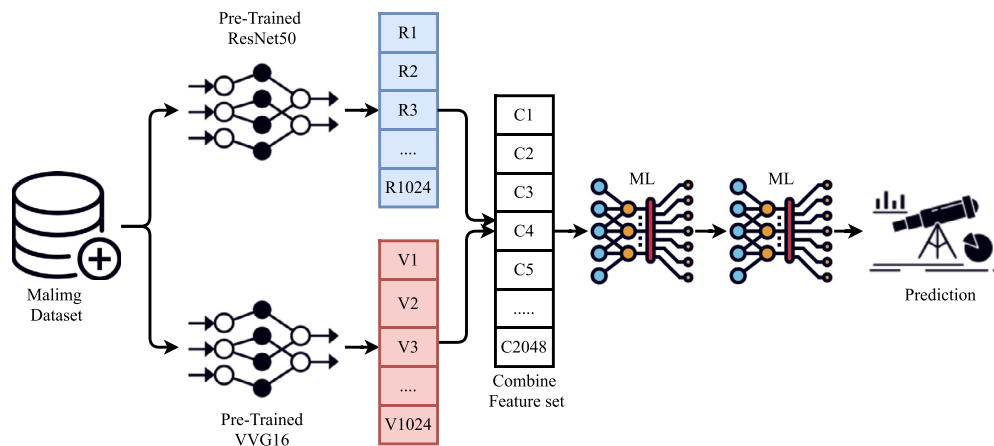 Pre-Trained
ResNet50
R1
R2
R3
....
R1024
Malimg
Dataset
Pre-Trained
VVG16
V1
V2
V3
....
V1024
C1
C2
C3
C4
C5
.....
C2048
Combine
Feature set
ML
ML
Prediction